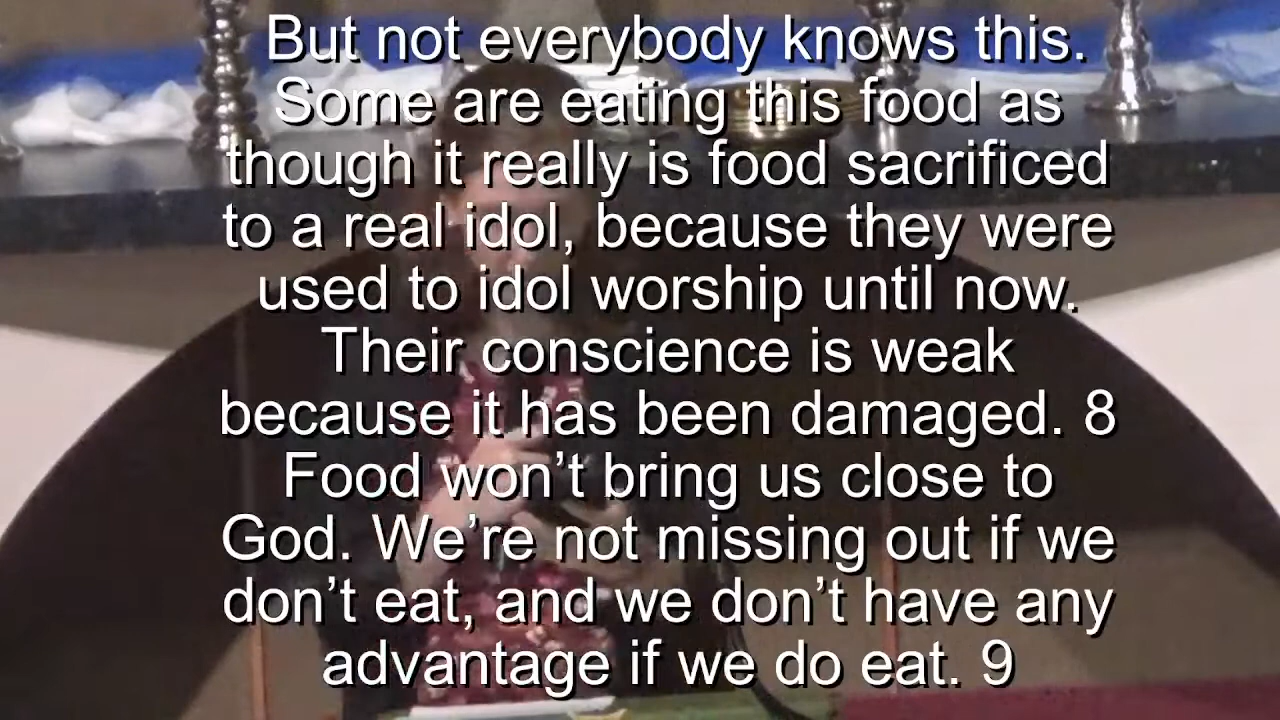 But not everybody knows this.
Some are eating this food as
though it really is food sacrificed
to a real idol, because they were
used to idol worship until now.
Their conscience is weak
because it has been damaged. 8
Food won’t bring us close to
God. We’re not missing out if we
don’t eat, and we don’t have any
advantage if we do eat. 9